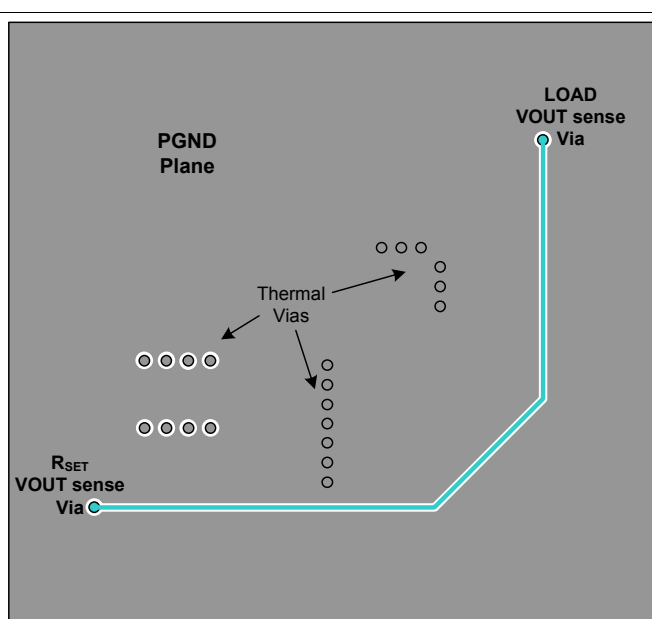 LOAD
VOUT sense
Via
PGND
Plane
Thermal
Vias
RSET
VOUT sense
Via